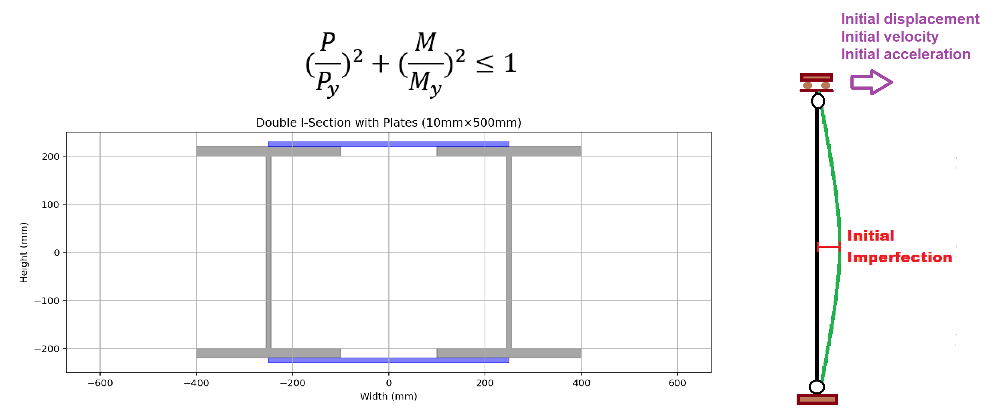 (P/P_y)^2 + (M/M_y)^2 ≤ 1
Double I-Section with Plates (10mm×500mm)
Height (mm)
200
100
0
−100
−200
−600
−400
−200
0
200
400
600
Width (mm)
Initial displacement
Initial velocity
Initial acceleration
Initial
Imperfection